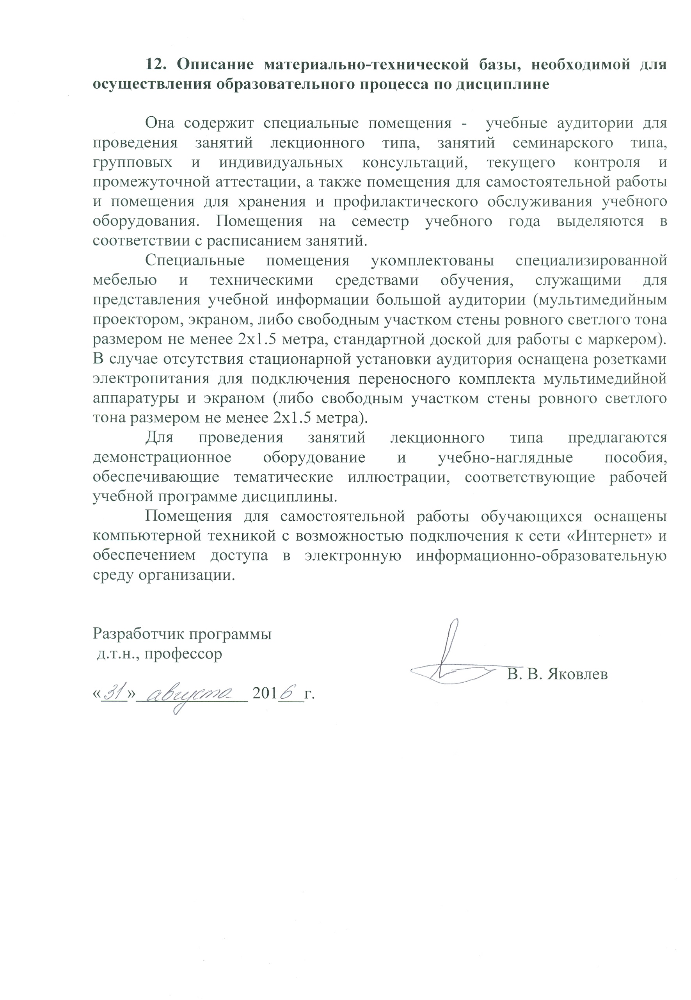 12. Описание материально-технической базы, необходимой для
осуществления образовательного процесса по дисциплине
Она содержит специальные помещения - учебные аудитории для
проведения занятий лекционного типа, занятий семинарского типа,
групповых и индивидуальных консультаций, текущего контроля и
промежуточной аттестации, а также помещения для самостоятельной работы
и помещения для хранения и профилактического обслуживания учебного
оборудования. Помещения на семестр учебного года выделяются в
соответствии с расписанием занятий.
Специальные помещения укомплектованы специализированной
мебелью и техническими средствами обучения, служащими для
представления учебной информации большой аудитории (мультимедийным
проектором, экраном, либо свободным участком стены ровного светлого тона
размером не менее 2х1.5 метра, стандартной доской для работы с маркером).
В случае отсутствия стационарной установки аудитория оснащена розетками
электропитания для подключения переносного комплекта мультимедийной
аппаратуры и экраном (либо свободным участком стены ровного светлого
тона размером не менее 2х1.5 метра).
Для проведения занятий лекционного типа предлагаются
демонстрационное оборудование и учебно-наглядные пособия,
обеспечивающие тематические иллюстрации, соответствующие рабочей
учебной программе дисциплины.
Помещения для самостоятельной работы обучающихся оснащены
компьютерной техникой с возможностью подключения к сети «Интернет» и
обеспечением доступа в электронную информационно-образовательную
среду организации.
Разработчик программы
д.т.н., профессор
В. В. Яковлев
«31» августа 2016 г.